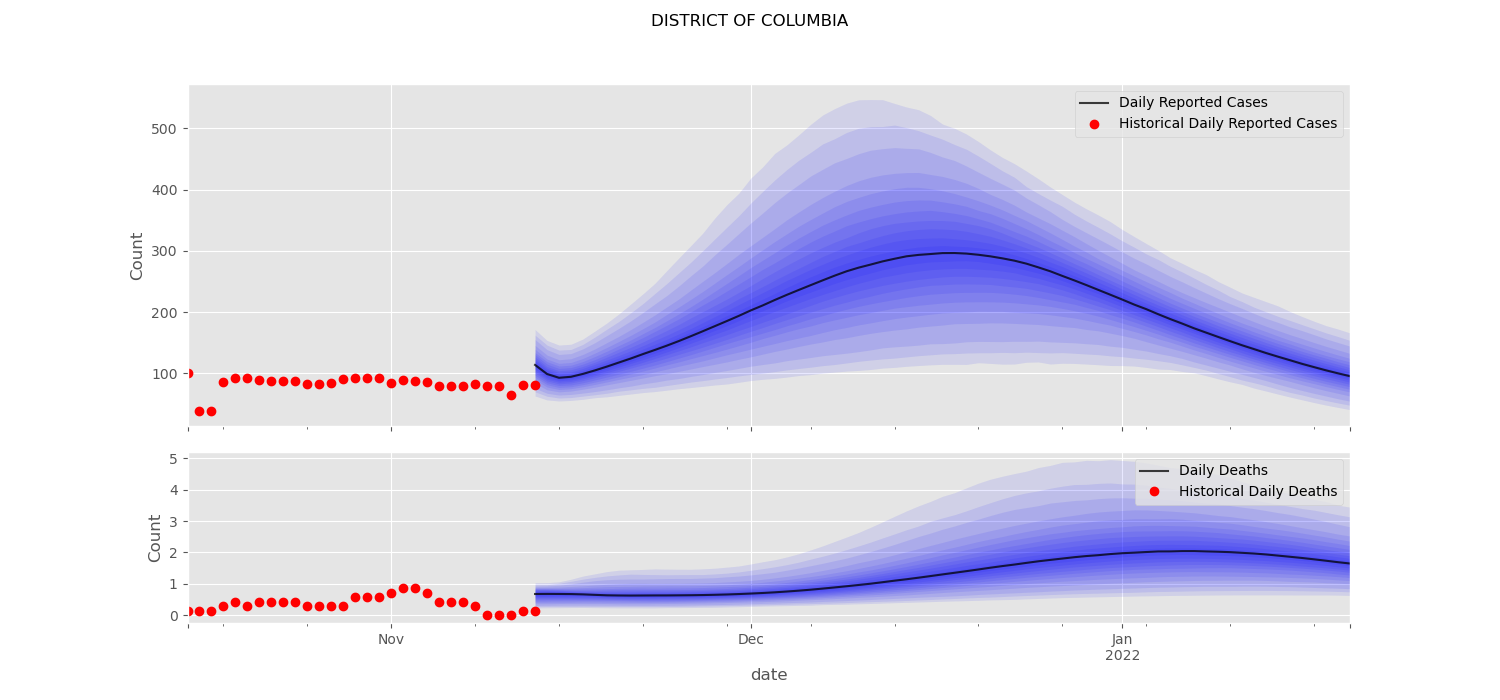 DISTRICT OF COLUMBIA
Daily Reported Cases
Historical Daily Reported Cases
500
400
300
200
100
Count
Daily Deaths
Historical Daily Deaths
5
4
3
2
1
0
Count
Nov
Dec
Jan
2022
date